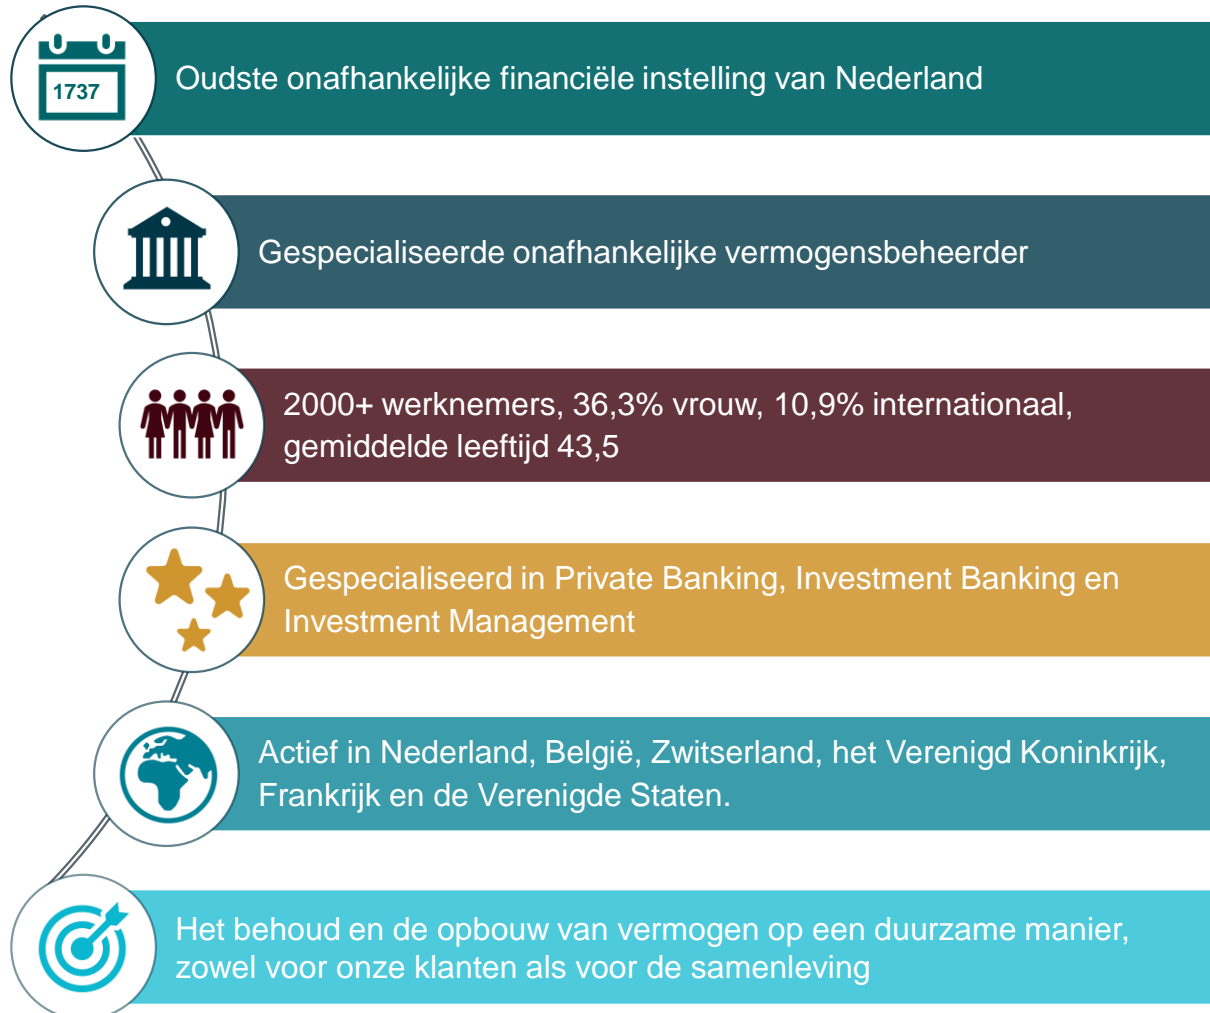 1737
Oudste onafhankelijke financiële instelling van Nederland
Gespecialiseerde onafhankelijke vermogensbeheerder
2000+ werknemers, 36,3% vrouw, 10,9% internationaal,
gemiddelde leeftijd 43,5
Gespecialiseerd in Private Banking, Investment Banking en
Investment Management
Actief in Nederland, België, Zwitserland, het Verenigd Koninkrijk,
Frankrijk en de Verenigde Staten.
Het behoud en de opbouw van vermogen op een duurzame manier,
zowel voor onze klanten als voor de samenleving